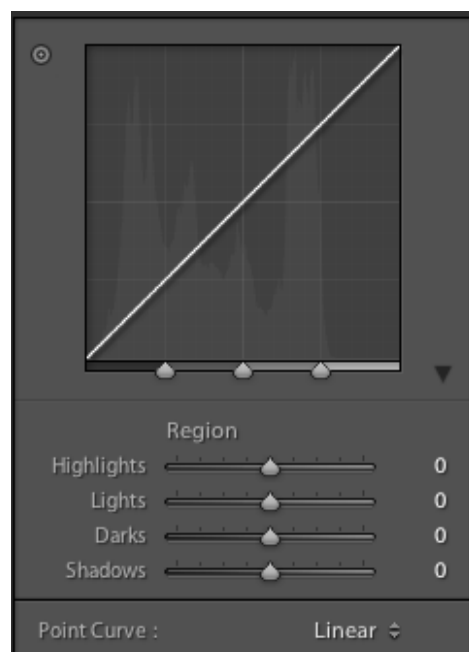 Region
Highlights 0
Lights 0
Darks 0
Shadows 0
Point Curve : Linear